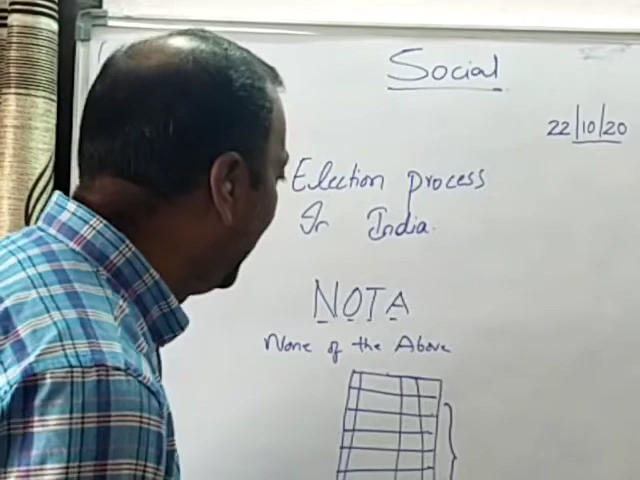 Social
22/10/20
Election process
In India.
NOTA
None of the Above